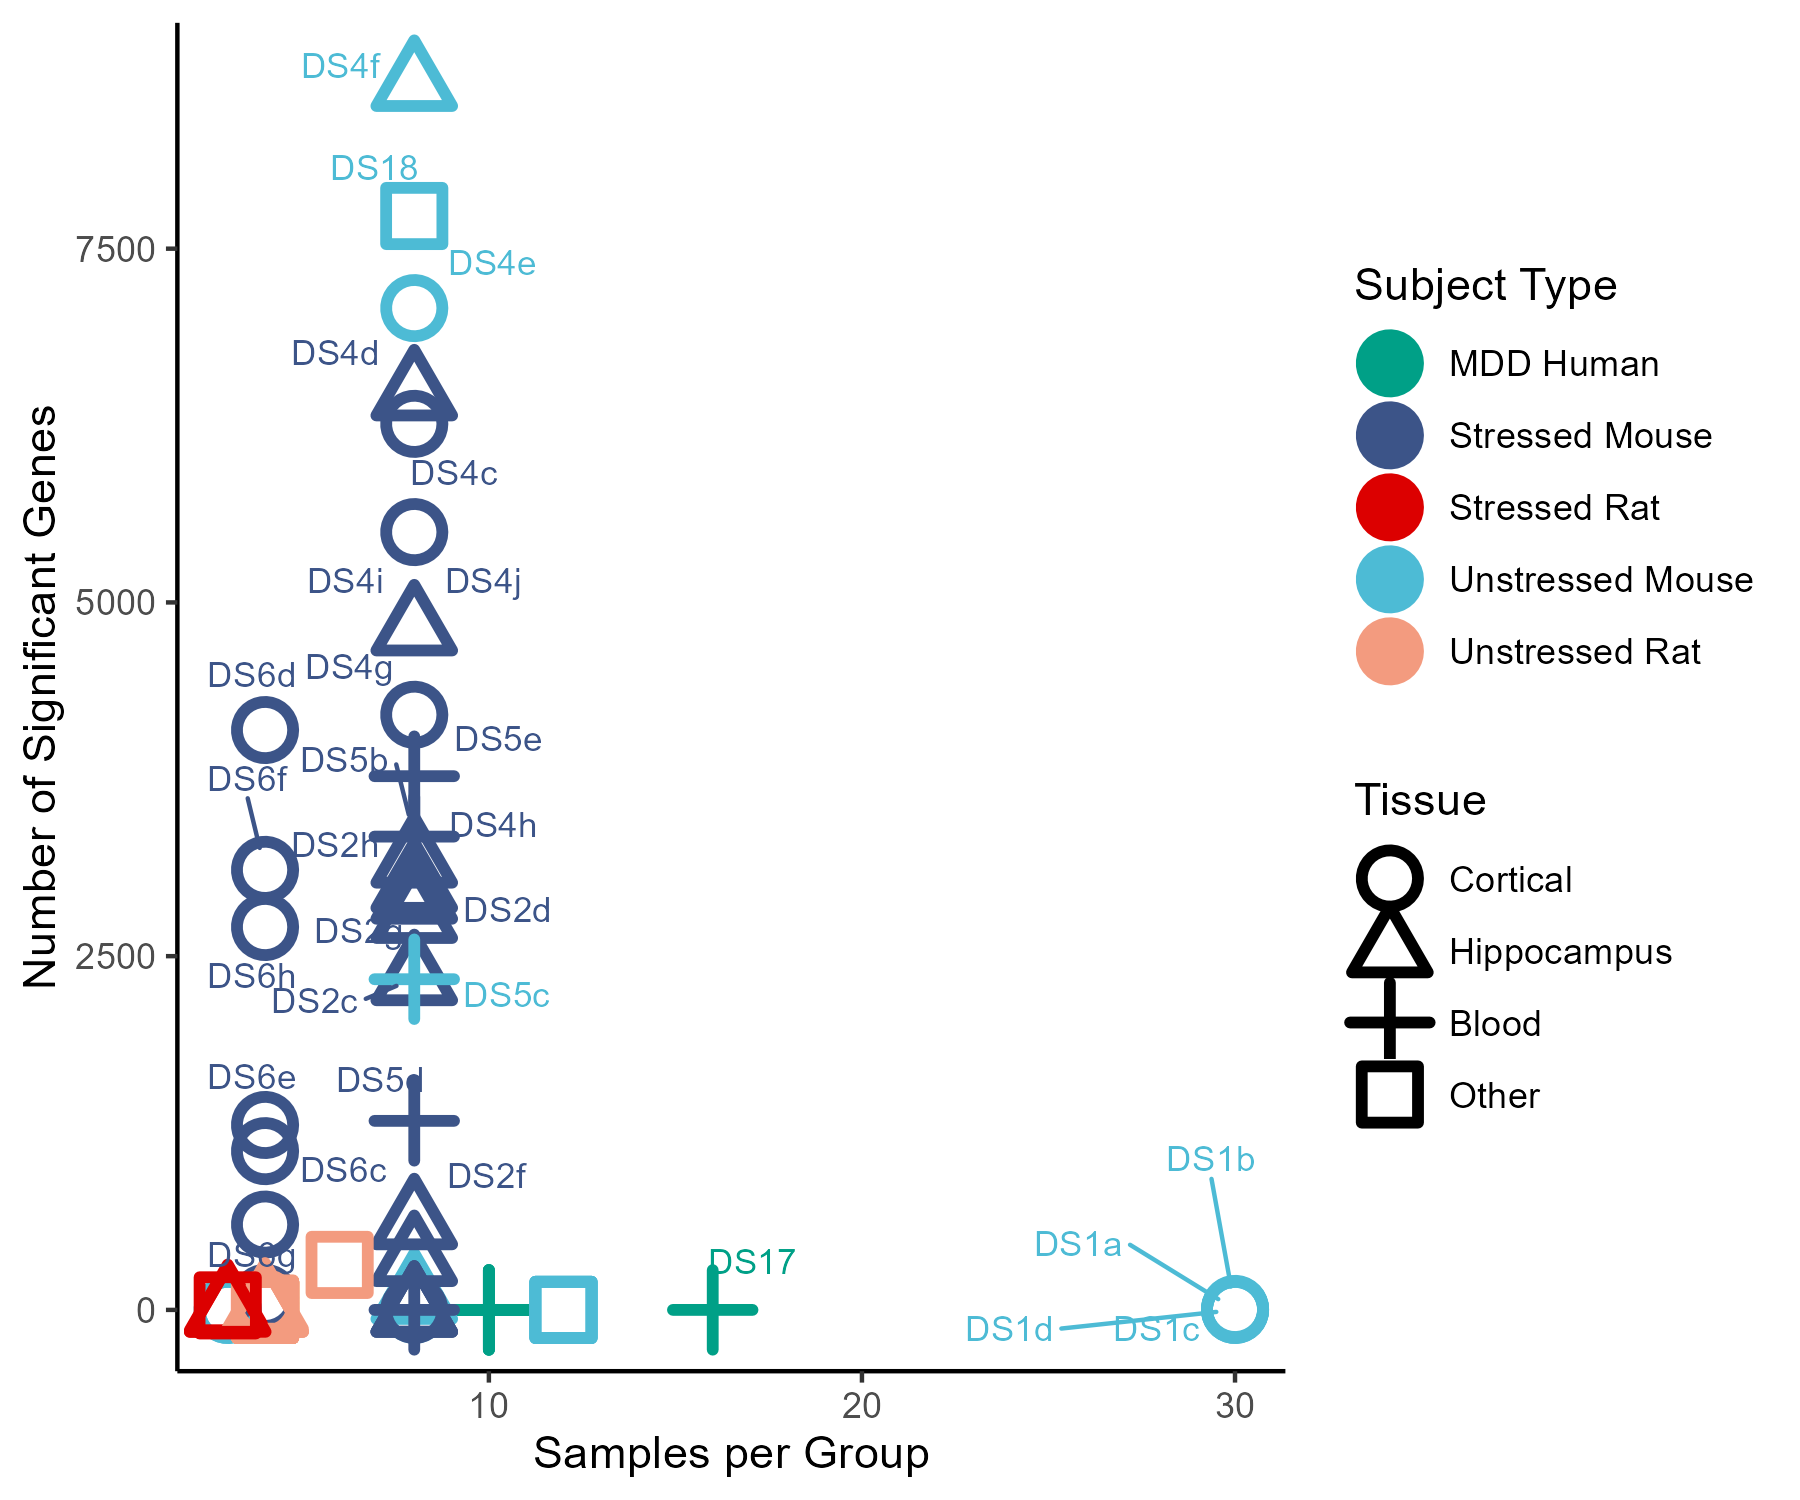 DS4f
DS18
7500
DS4e
DS4d
DS4c
DS4i
DS4j
5000
DS4g
DS6d
DS5e
DS5b
DS6f
DS4h
DS2h
DS2d
DS2g
2500
DS6h
DS2c
DS5c
DS6e
DS5d
DS6c
DS2f
DS6g
DS17
DS1b
DS1a
DS1d
DS1c
0
10
20
30
Samples per Group
Number of Significant Genes
Subject Type
MDD Human
Stressed Mouse
Stressed Rat
Unstressed Mouse
Unstressed Rat
Tissue
Cortical
Hippocampus
Blood
Other